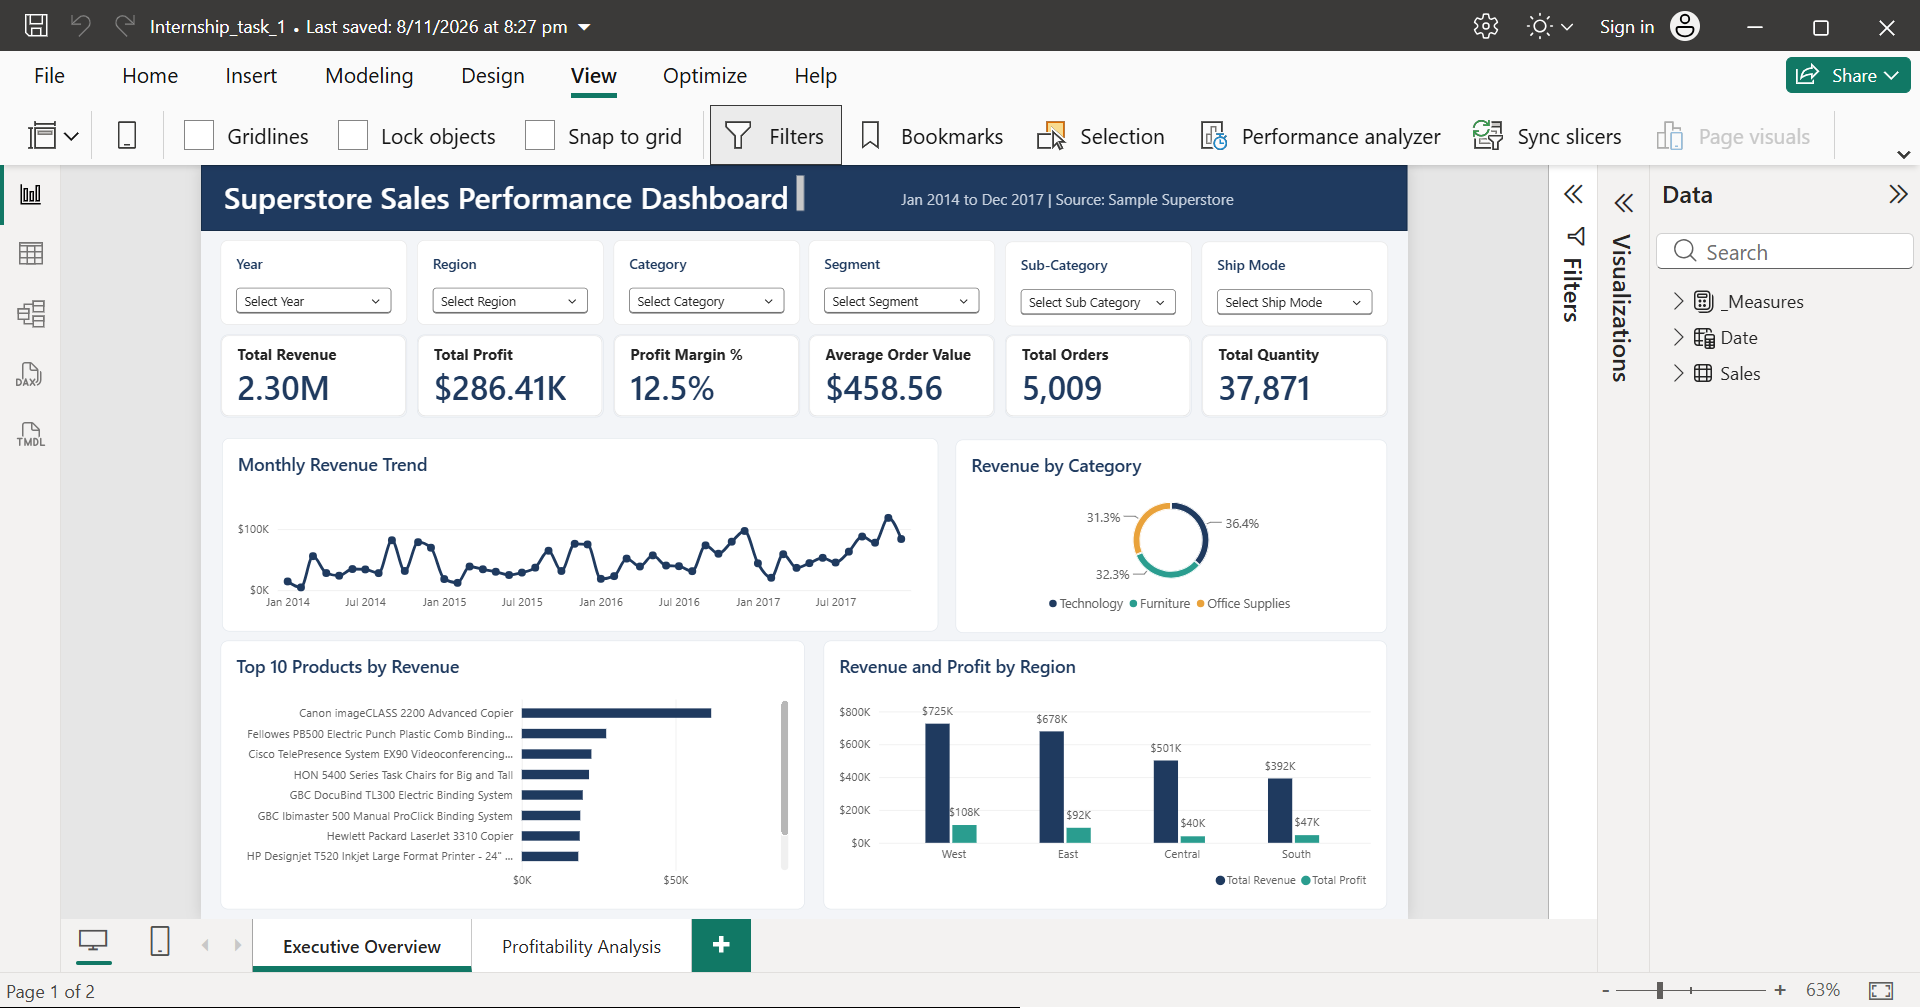 Internship_task_1 • Last saved: 8/11/2026 at 8:27 pm
Sign in
File Home Insert Modeling Design View Optimize Help
Share
Gridlines Lock objects Snap to grid Filters Bookmarks Selection Performance analyzer Sync slicers Page visuals
DAX
TMDL
Superstore Sales Performance Dashboard
Jan 2014 to Dec 2017 | Source: Sample Superstore
Year Region Category Segment Sub-Category Ship Mode
Select Year Select Region Select Category Select Segment Select Sub Category Select Ship Mode
Total Revenue Total Profit Profit Margin % Average Order Value Total Orders Total Quantity
2.30M $286.41K 12.5% $458.56 5,009 37,871
Monthly Revenue Trend
$100K
$0K
Jan 2014 Jul 2014 Jan 2015 Jul 2015 Jan 2016 Jul 2016 Jan 2017 Jul 2017
Revenue by Category
31.3% 36.4%
32.3%
Technology Furniture Office Supplies
Top 10 Products by Revenue
Canon imageCLASS 2200 Advanced Copier
Fellowes PB500 Electric Punch Plastic Comb Binding...
Cisco TelePresence System EX90 Videoconferencing...
HON 5400 Series Task Chairs for Big and Tall
GBC DocuBind TL300 Electric Binding System
GBC Ibimaster 500 Manual ProClick Binding System
Hewlett Packard LaserJet 3310 Copier
HP Designjet T520 Inkjet Large Format Printer - 24" ...
$0K $50K
Revenue and Profit by Region
$800K
$600K
$400K
$200K
$0K
$725K $678K $501K $392K
$108K $92K $40K $47K
West East Central South
Total Revenue Total Profit
Filters
Visualizations
Data
Search
_Measures
Date
Sales
Executive Overview Profitability Analysis +
Page 1 of 2
- + 63%